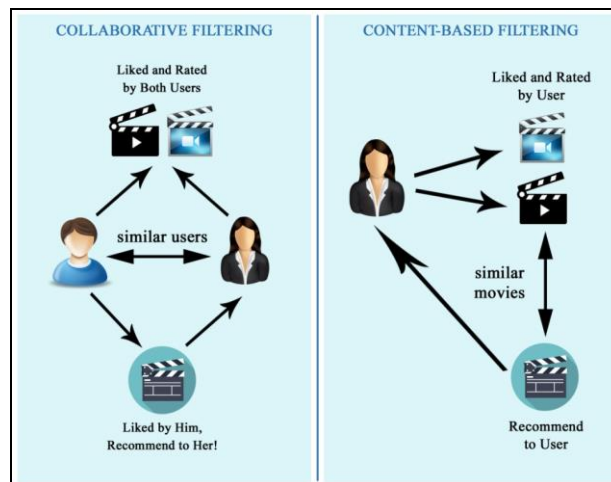 COLLABORATIVE FILTERING
Liked and Rated
by Both Users
similar users
Liked by Him,
Recommend to Her!
CONTENT-BASED FILTERING
Liked and Rated
by User
similar
movies
Recommend
to User